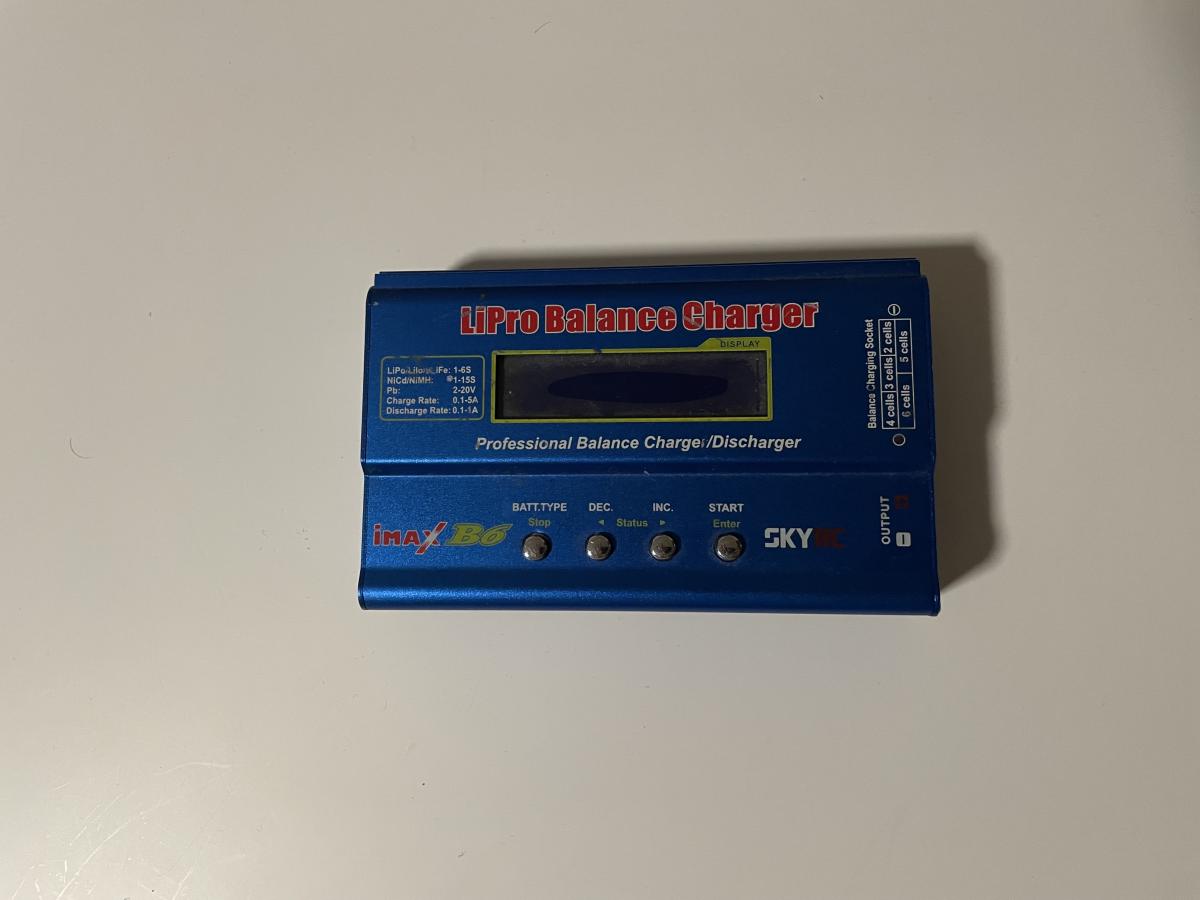 LiPro Balance Charger
DISPLAY
LiPo/LiIon/LiFe: 1-6S
NiCd/NiMH: 1-15S
Pb: 2-20V
Charge Rate: 0.1-5A
Discharge Rate: 0.1-1A
Professional Balance Charger/Discharger
Balance Charging Socket
4 cells 3 cells 2 cells
6 cells 5 cells
BATT.TYPE DEC. INC. START
Stop ◄ Status ► Enter
iMAX B6
SKYRC
OUTPUT